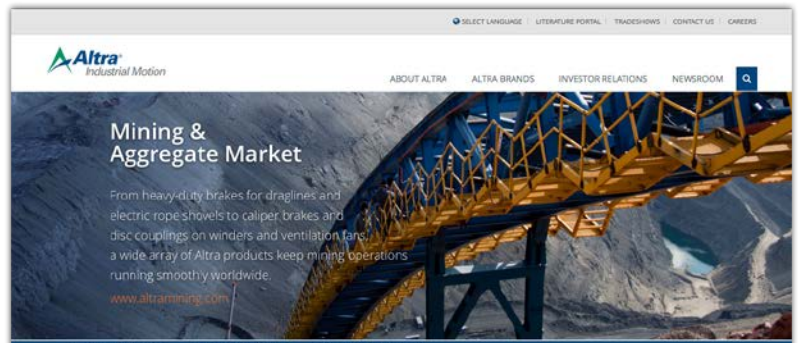 SELECT LANGUAGE | LITERATURE PORTAL | TRADESHOWS | CONTACT US | CAREERS
Altra
Industrial Motion
ABOUT ALTRA ALTRA BRANDS INVESTOR RELATIONS NEWSROOM
Mining &
Aggregate Market
From heavy-duty brakes for draglines and
electric rope shovels to caliper brakes and
disc couplings on winders and ventilation fans,
a wide array of Altra products keep mining operations
running smoothly worldwide.
www.altramining.com